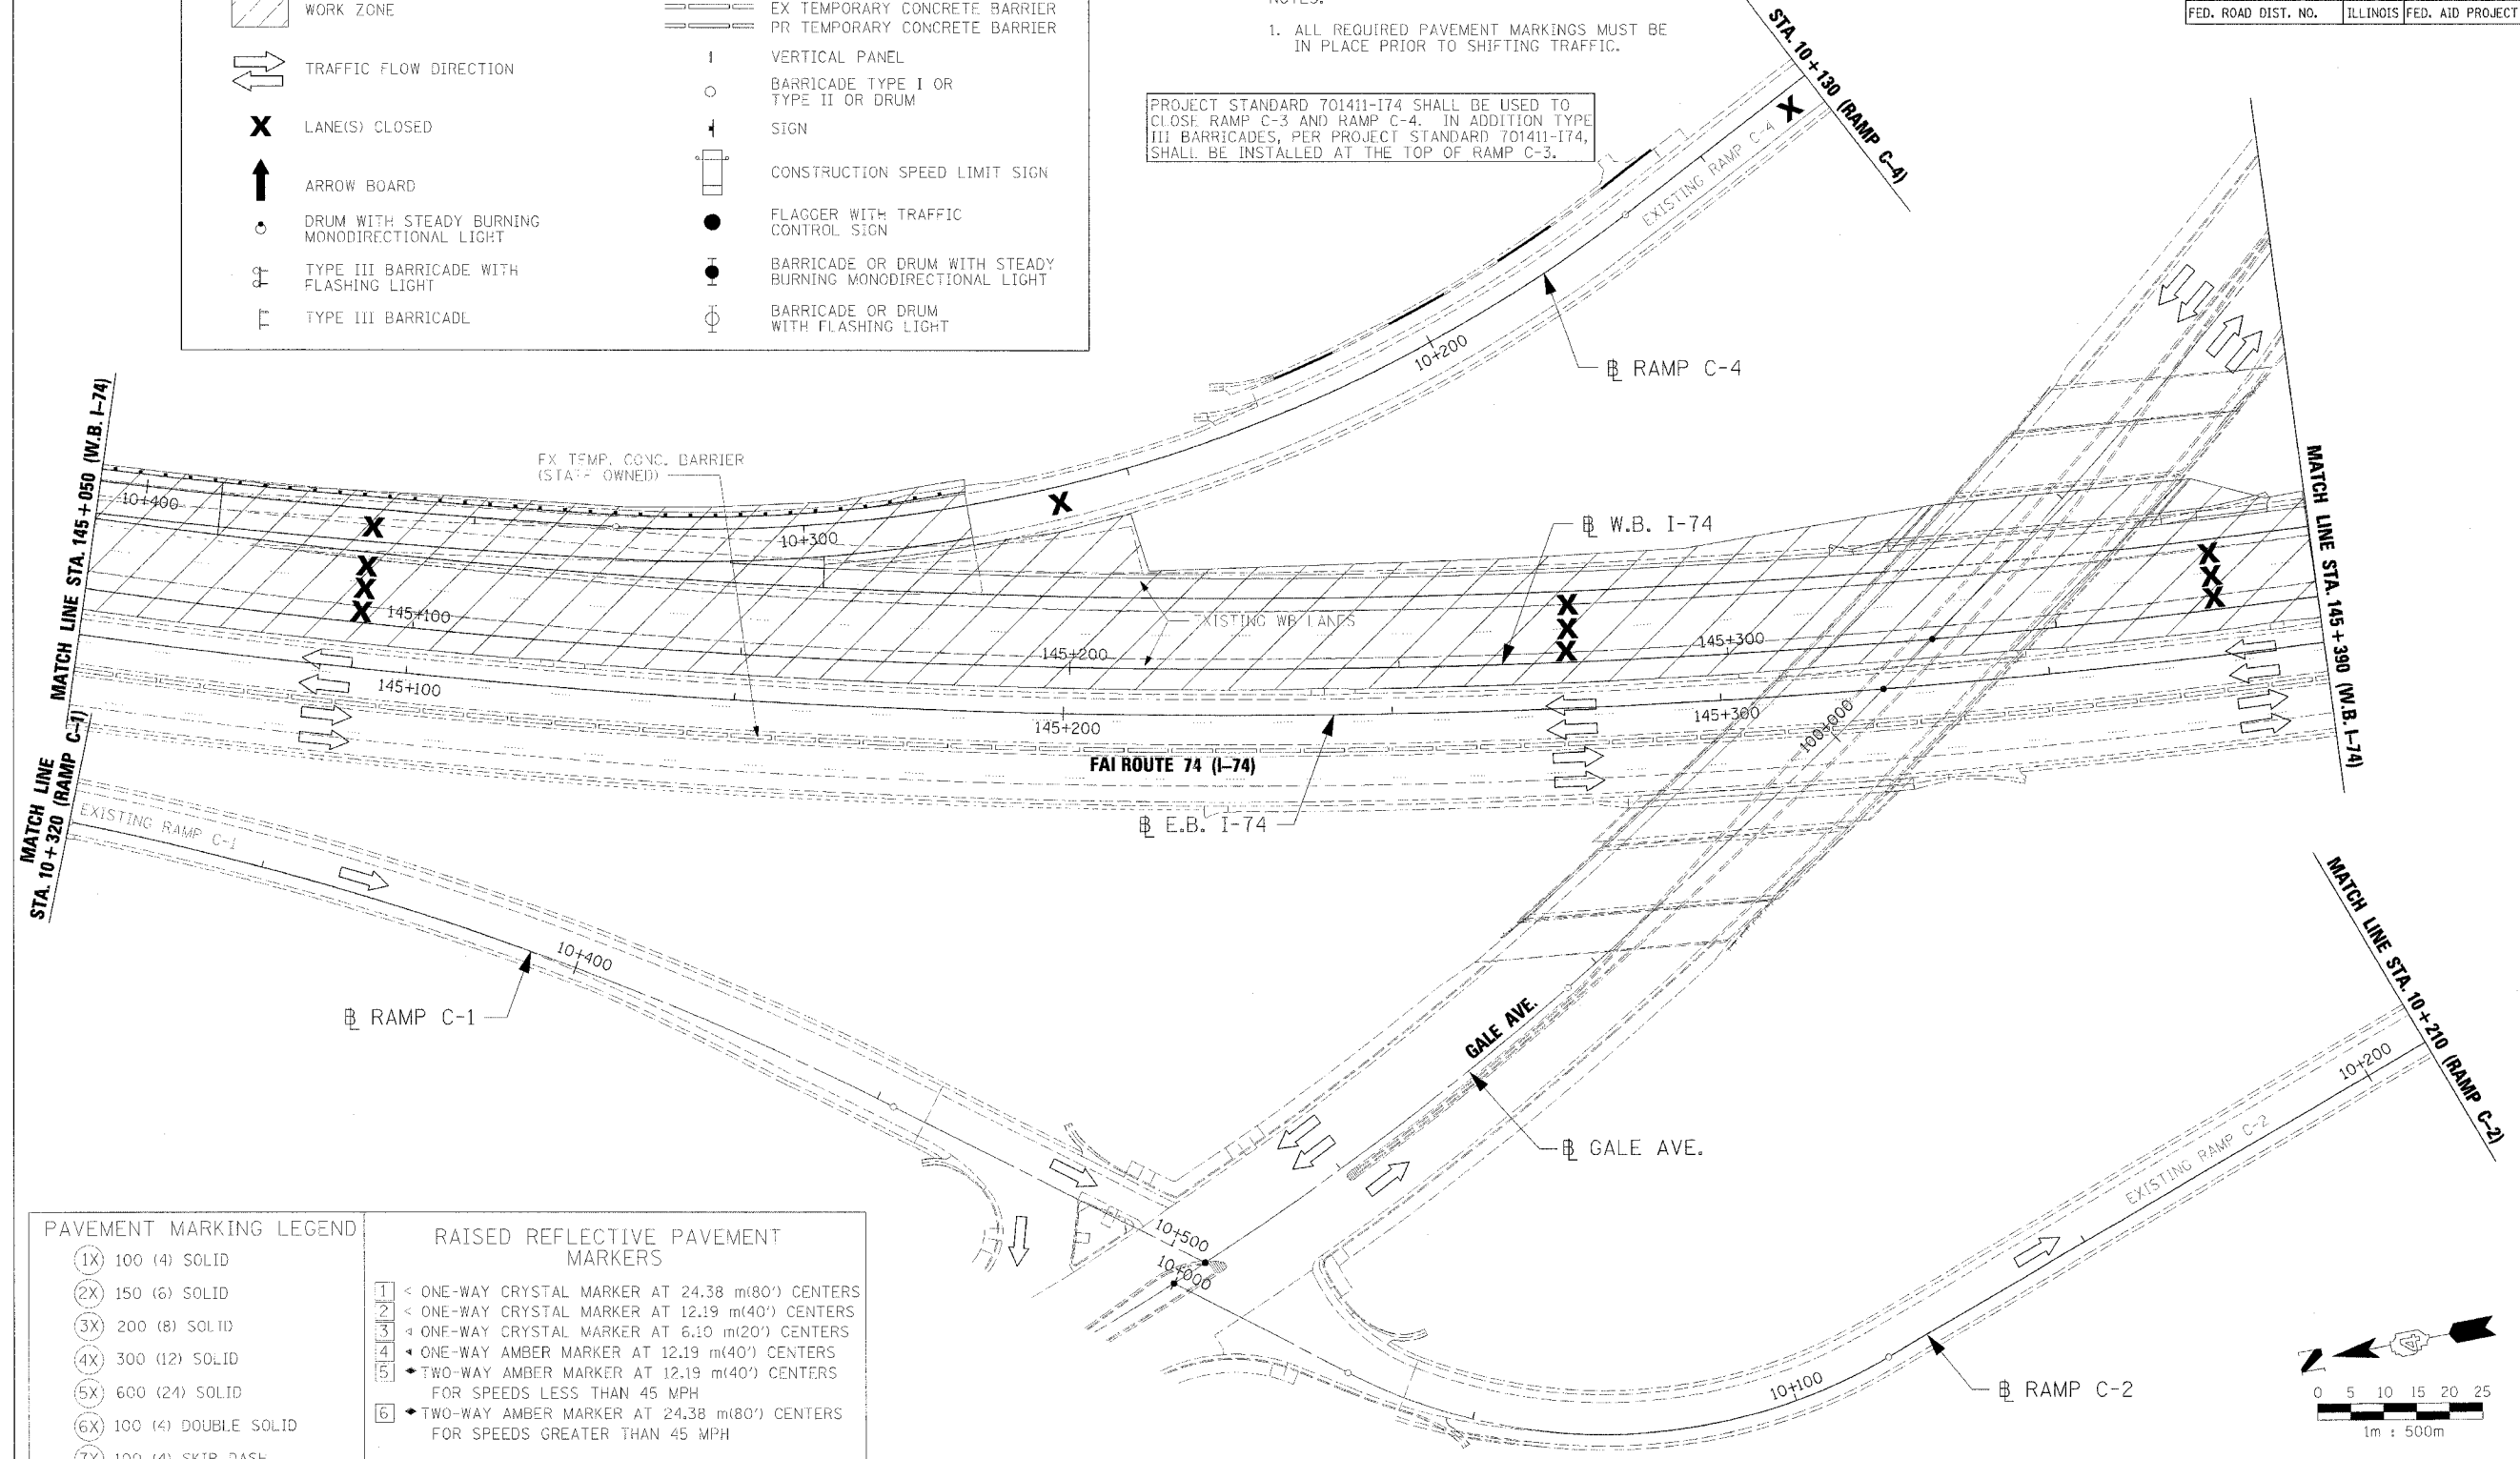 WORK ZONE
TRAFFIC FLOW DIRECTION
X LANE(S) CLOSED
ARROW BOARD
DRUM WITH STEADY BURNING
MONODIRECTIONAL LIGHT
TYPE III BARRICADE WITH
FLASHING LIGHT
TYPE III BARRICADE
EX TEMPORARY CONCRETE BARRIER
PR TEMPORARY CONCRETE BARRIER
VERTICAL PANEL
BARRICADE TYPE I OR
TYPE II OR DRUM
SIGN
CONSTRUCTION SPEED LIMIT SIGN
FLAGGER WITH TRAFFIC
CONTROL SIGN
BARRICADE OR DRUM WITH STEADY
BURNING MONODIRECTIONAL LIGHT
BARRICADE OR DRUM
WITH FLASHING LIGHT
NOTES:
1. ALL REQUIRED PAVEMENT MARKINGS MUST BE
IN PLACE PRIOR TO SHIFTING TRAFFIC.
PROJECT STANDARD 701411-I74 SHALL BE USED TO
CLOSE RAMP C-3 AND RAMP C-4. IN ADDITION TYPE
III BARRICADES, PER PROJECT STANDARD 701411-I74,
SHALL BE INSTALLED AT THE TOP OF RAMP C-3.
FED. ROAD DIST. NO. ILLINOIS FED. AID PROJECT
STA. 10+130 (RAMP C-4)
X
EXISTING RAMP C-4
10+200
RAMP C-4
MATCH LINE STA. 145+050 (W.B. I-74)
EX TEMP. CONC. BARRIER
(STATE OWNED)
10+400
X
10+300
X
W.B. I-74
X
X
X
145+100
EXISTING WB LANES
145+200
X
X
X
145+300
X
X
X
MATCH LINE STA. 145+390 (W.B. I-74)
145+100
145+200
145+300
100+000
FAI ROUTE 74 (I-74)
E.B. I-74
MATCH LINE
STA. 10+320 (RAMP C-1)
EXISTING RAMP C-1
10+400
RAMP C-1
GALE AVE.
GALE AVE.
10+500
10+000
MATCH LINE STA. 10+210 (RAMP C-2)
10+200
EXISTING RAMP C-2
10+100
RAMP C-2
PAVEMENT MARKING LEGEND
1X 100 (4) SOLID
2X 150 (6) SOLID
3X 200 (8) SOLID
4X 300 (12) SOLID
5X 600 (24) SOLID
6X 100 (4) DOUBLE SOLID
7X 100 (4) SKIP DASH
RAISED REFLECTIVE PAVEMENT
MARKERS
1 < ONE-WAY CRYSTAL MARKER AT 24.38 m(80') CENTERS
2 < ONE-WAY CRYSTAL MARKER AT 12.19 m(40') CENTERS
3 ONE-WAY CRYSTAL MARKER AT 6.10 m(20') CENTERS
4 ONE-WAY AMBER MARKER AT 12.19 m(40') CENTERS
5 TWO-WAY AMBER MARKER AT 12.19 m(40') CENTERS
FOR SPEEDS LESS THAN 45 MPH
6 TWO-WAY AMBER MARKER AT 24.38 m(80') CENTERS
FOR SPEEDS GREATER THAN 45 MPH
Z
0 5 10 15 20 25
1m : 500m